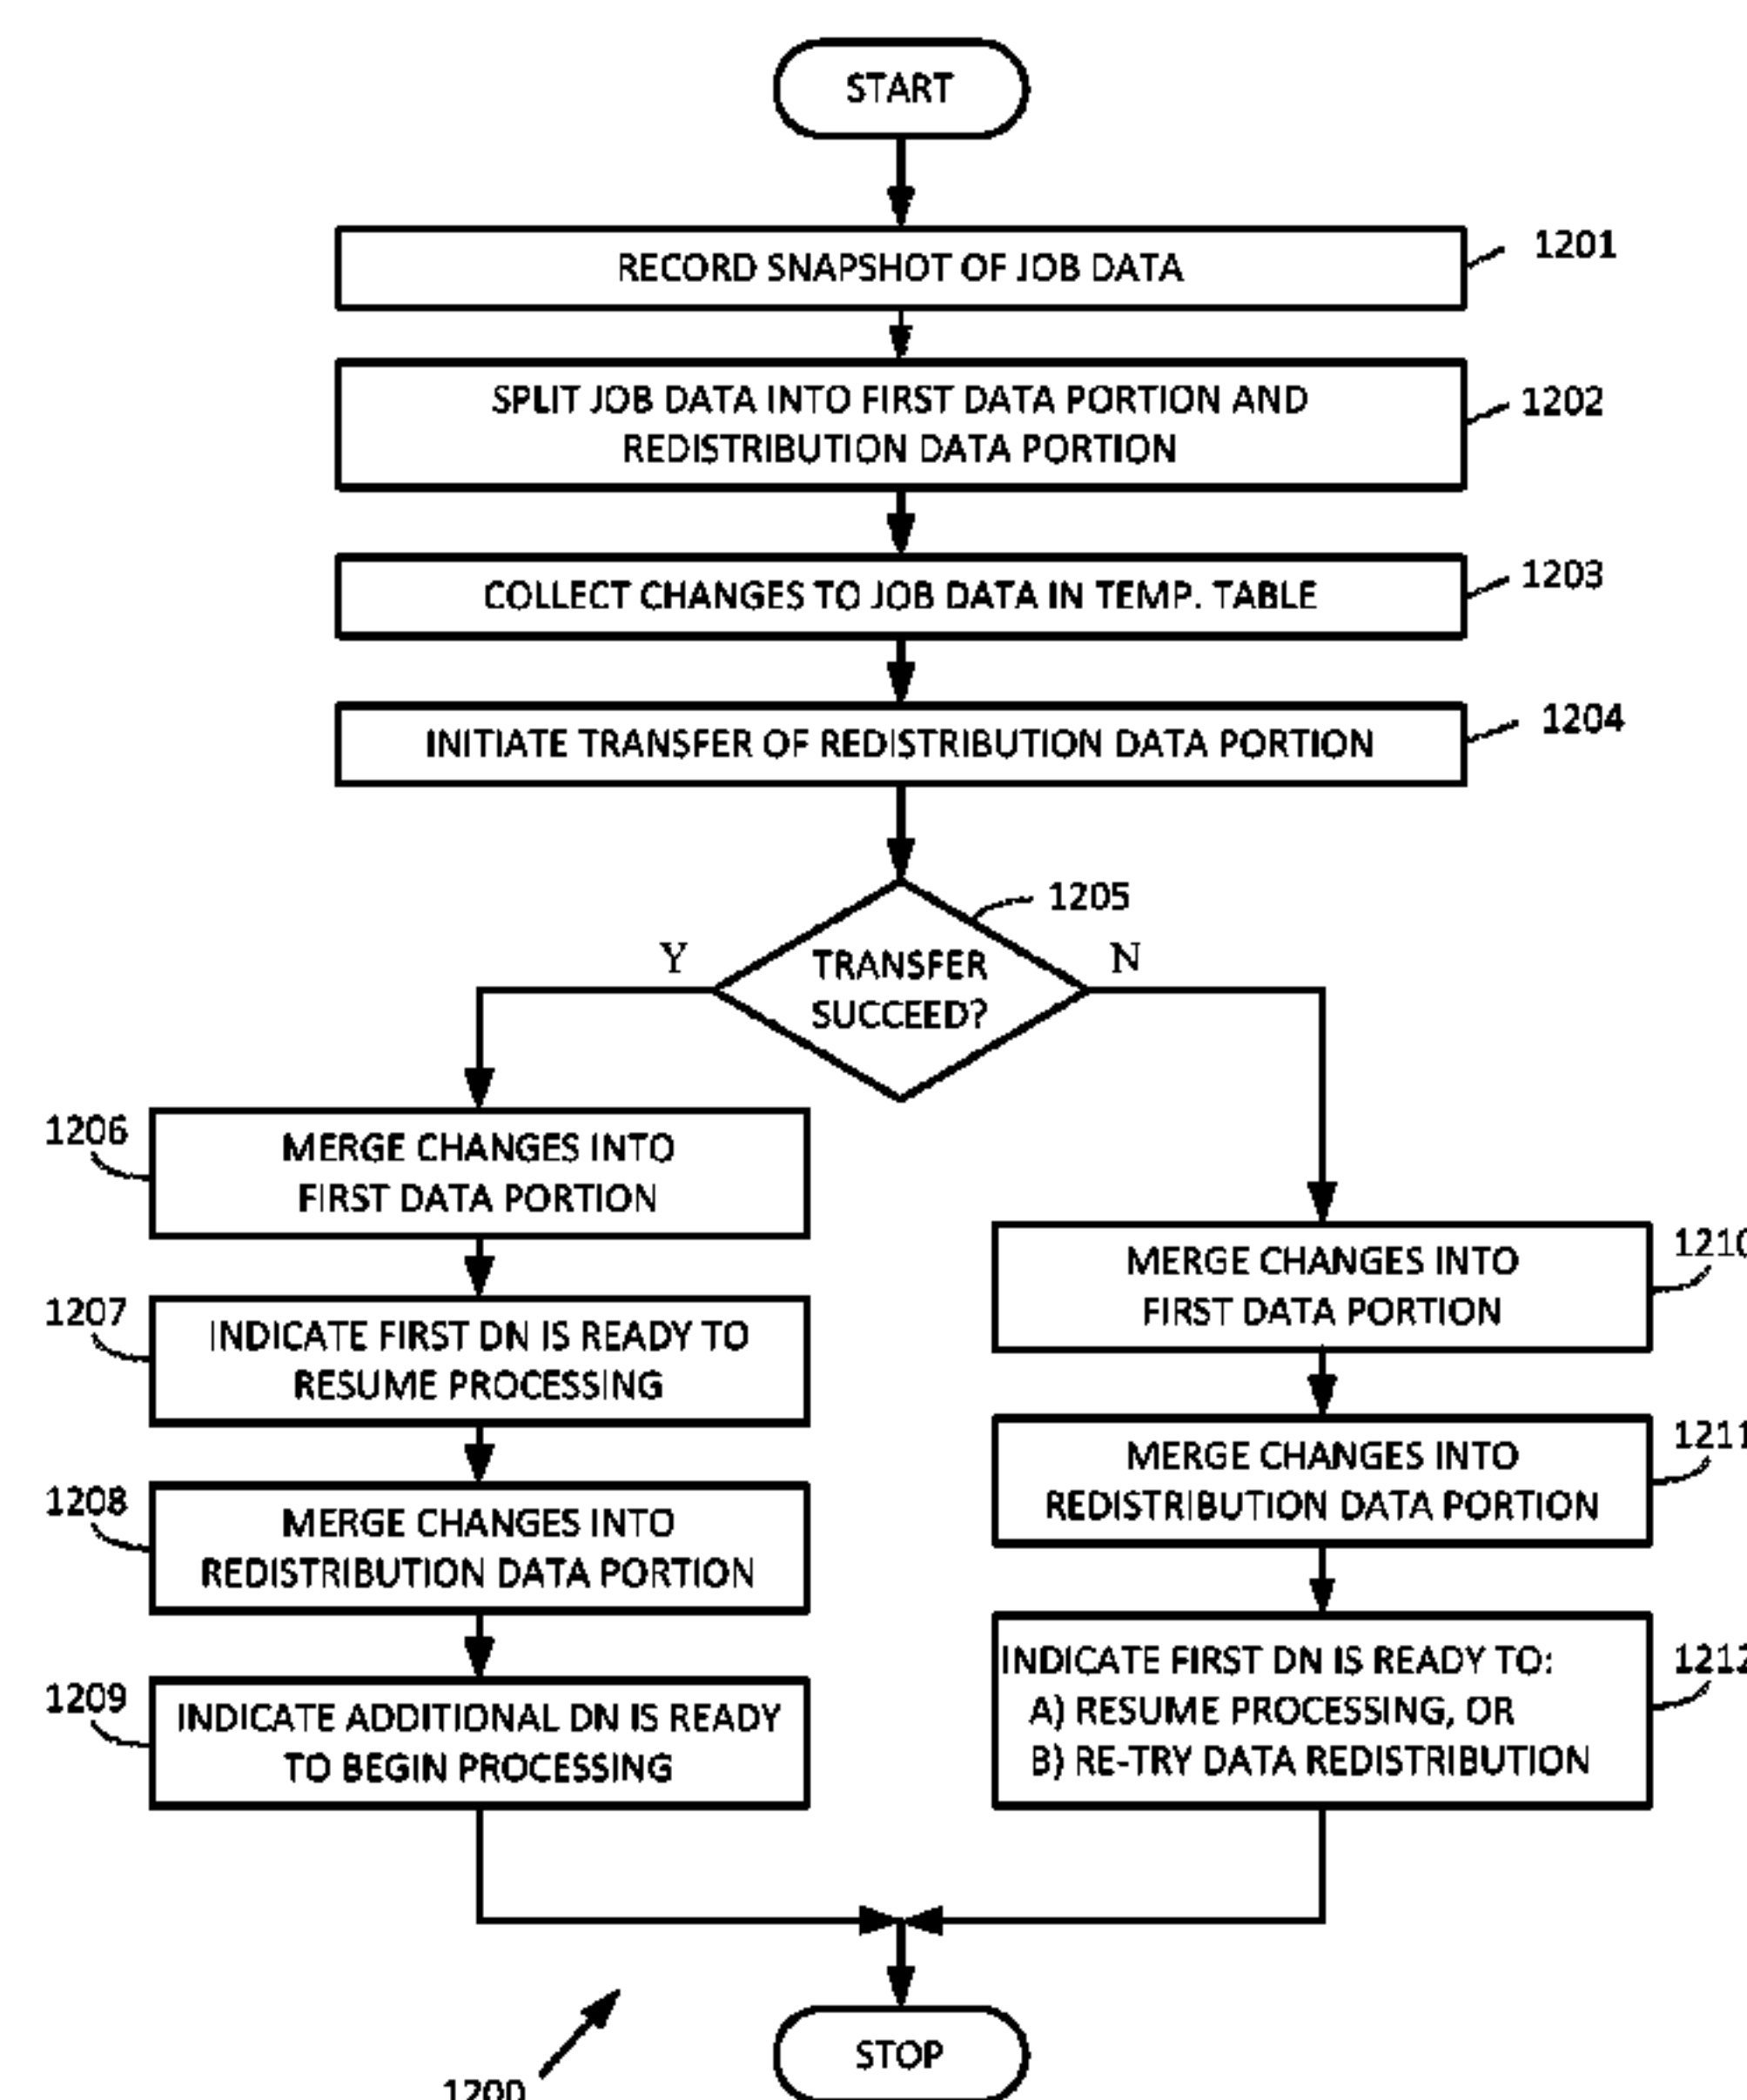 START
RECORD SNAPSHOT OF JOB DATA
1201
SPLIT JOB DATA INTO FIRST DATA PORTION AND
REDISTRIBUTION DATA PORTION
1202
COLLECT CHANGES TO JOB DATA IN TEMP. TABLE
1203
INITIATE TRANSFER OF REDISTRIBUTION DATA PORTION
1204
1205
TRANSFER
SUCCEED?
Y
N
1206
MERGE CHANGES INTO
FIRST DATA PORTION
1207
INDICATE FIRST DN IS READY TO
RESUME PROCESSING
1208
MERGE CHANGES INTO
REDISTRIBUTION DATA PORTION
1209
INDICATE ADDITIONAL DN IS READY
TO BEGIN PROCESSING
1210
MERGE CHANGES INTO
FIRST DATA PORTION
1211
MERGE CHANGES INTO
REDISTRIBUTION DATA PORTION
1212
INDICATE FIRST DN IS READY TO:
A) RESUME PROCESSING, OR
B) RE-TRY DATA REDISTRIBUTION
STOP
1200